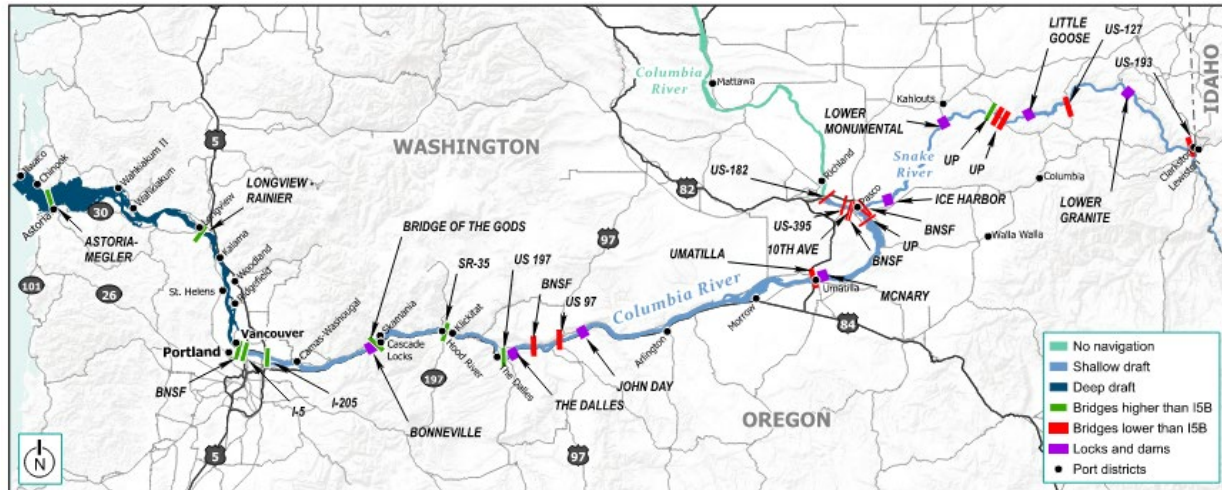 LITTLE
GOOSE
US-127
US-193
IDAHO
Columbia
River
Mattawa
Kahlouts
LOWER
MONUMENTAL
5
WASHINGTON
Snake
River
UP
UP
Clarkston
Lewiston
Ilwaco
Chinook
Wahkiakum II
Wahkiakum
LONGVIEW -
RAINIER
Richland
US-182
82
Pasco
Columbia
ICE HARBOR
LOWER
GRANITE
Astoria
30
Longview
ASTORIA-
MEGLER
BRIDGE OF THE GODS
97
US-395
10TH AVE
BNSF
UP
BNSF
Walla Walla
Kalama
SR-35
US 197
BNSF
US 97
UMATILLA
101
26
Woodland
St. Helens
Ridgefield
Columbia River
Umatilla
MCNARY
Vancouver
Camas-Washougal
Skamania
Klickitat
Morrow
84
Portland
Cascade
Locks
Hood River
The Dalles
Arlington
197
BNSF
I-5
I-205
BONNEVILLE
THE DALLES
JOHN DAY
OREGON
5
97
N
No navigation
Shallow draft
Deep draft
Bridges higher than I5B
Bridges lower than I5B
Locks and dams
Port districts